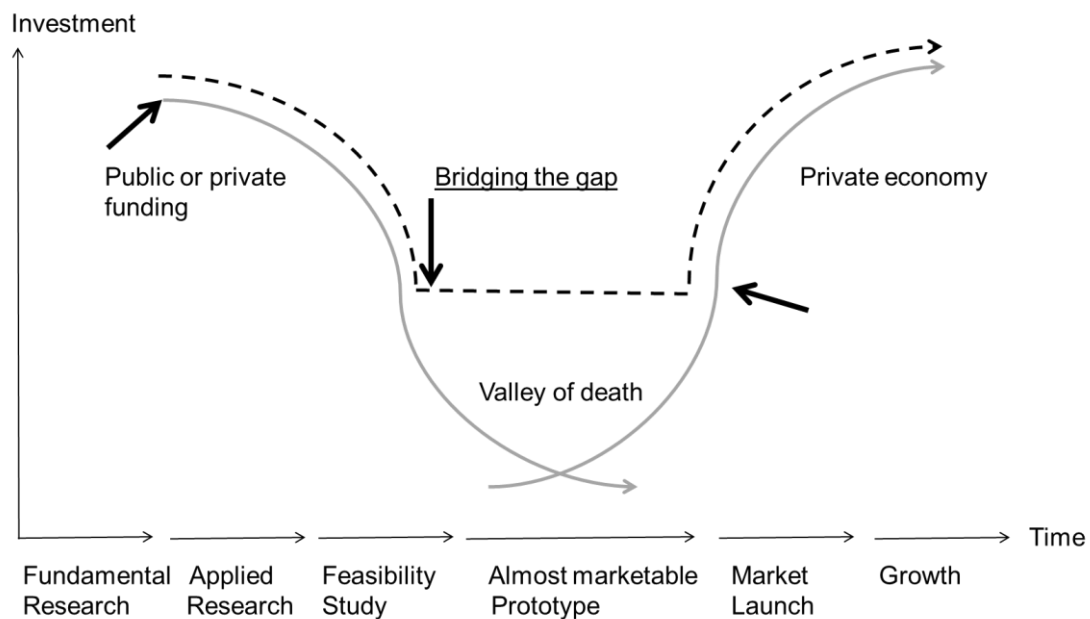 Investment
Public or private
funding
Bridging the gap
Private economy
Valley of death
Time
Fundamental
Research
Applied
Research
Feasibility
Study
Almost marketable
Prototype
Market
Launch
Growth